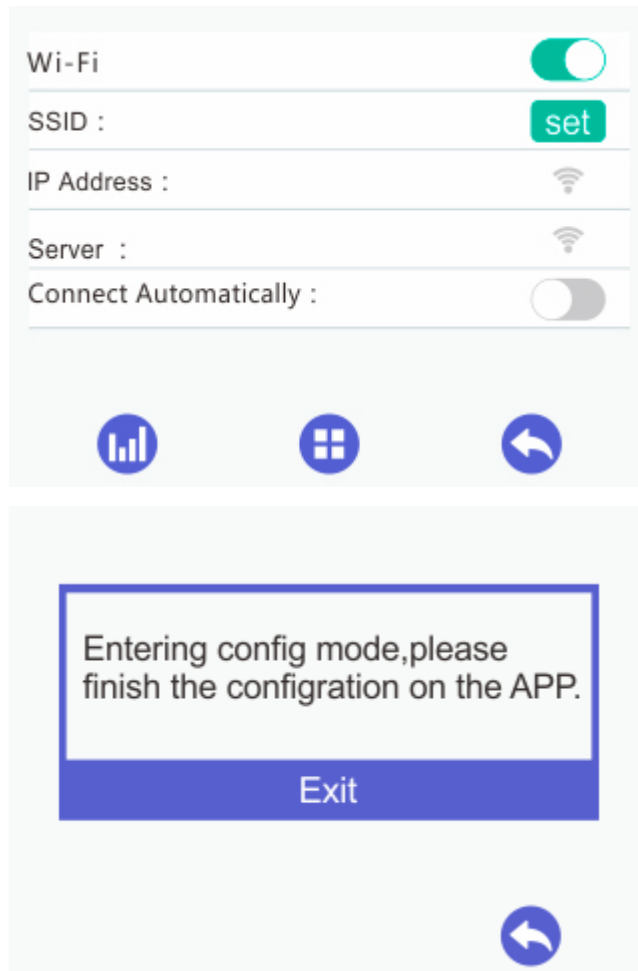 Wi-Fi
SSID :
set
IP Address :
Server :
Connect Automatically :
Entering config mode,please
finish the configration on the APP.
Exit